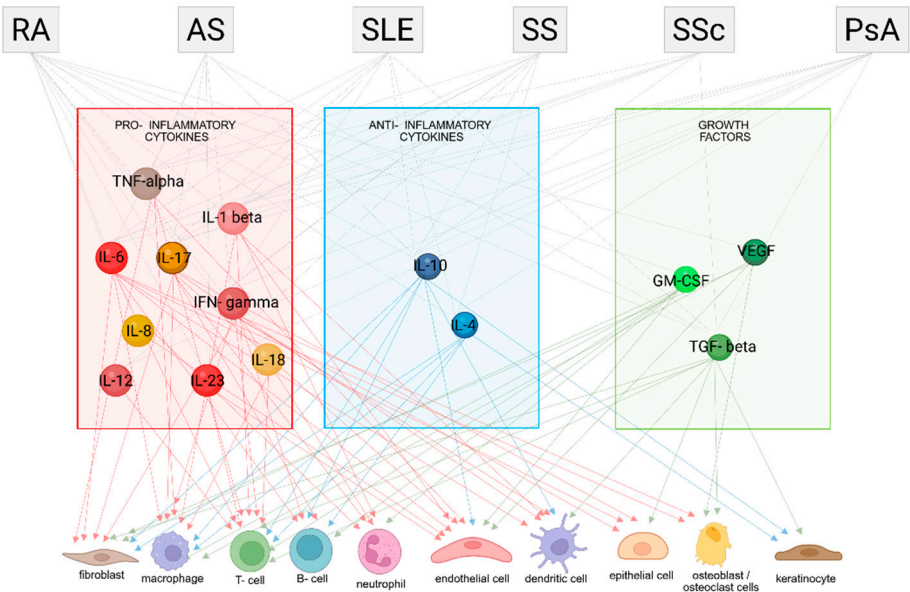 RA
AS
SLE
SS
SSc
PsA
PRO- INFLAMMATORY
CYTOKINES
ANTI- INFLAMMATORY
CYTOKINES
GROWTH
FACTORS
TNF-alpha
IL-1 beta
IL-6
IL-17
IFN- gamma
IL-8
IL-18
IL-12
IL-23
IL-10
IL-4
VEGF
GM-CSF
TGF- beta
fibroblast
macrophage
T- cell
B- cell
neutrophil
endothelial cell
dendritic cell
epithelial cell
osteoblast /
osteoclast cells
keratinocyte